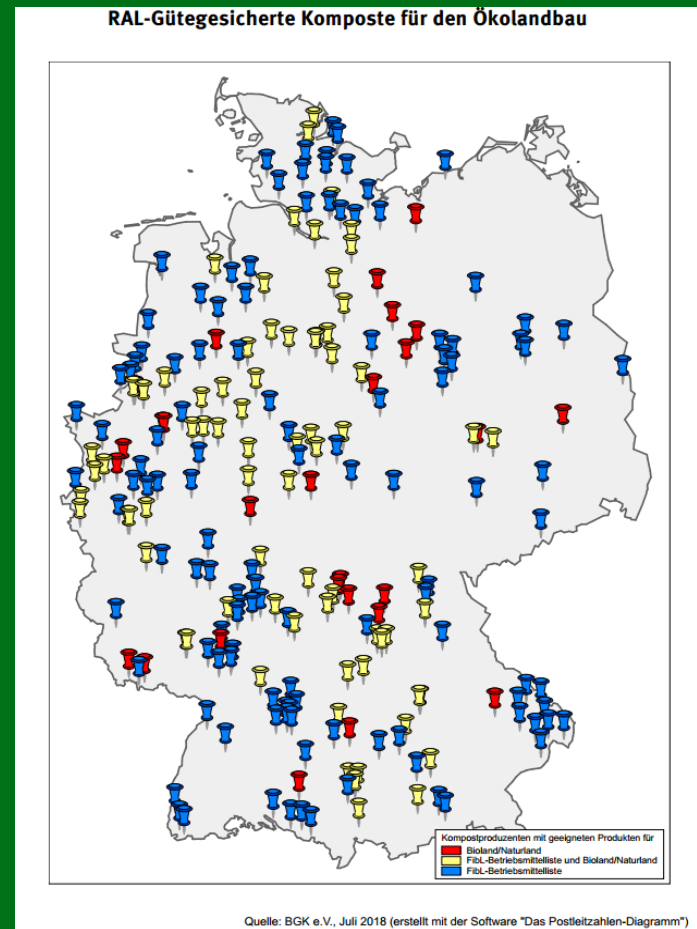 RAL-Gütegesicherte Komposte für den Ökolandbau
Kompostproduzenten mit geeigneten Produkten für
Bioland/Naturland
FibL-Betriebsmittelliste und Bioland/Naturland
FibL-Betriebsmittelliste
Quelle: BGK e.V., Juli 2018 (erstellt mit der Software "Das Postleitzahlen-Diagramm")